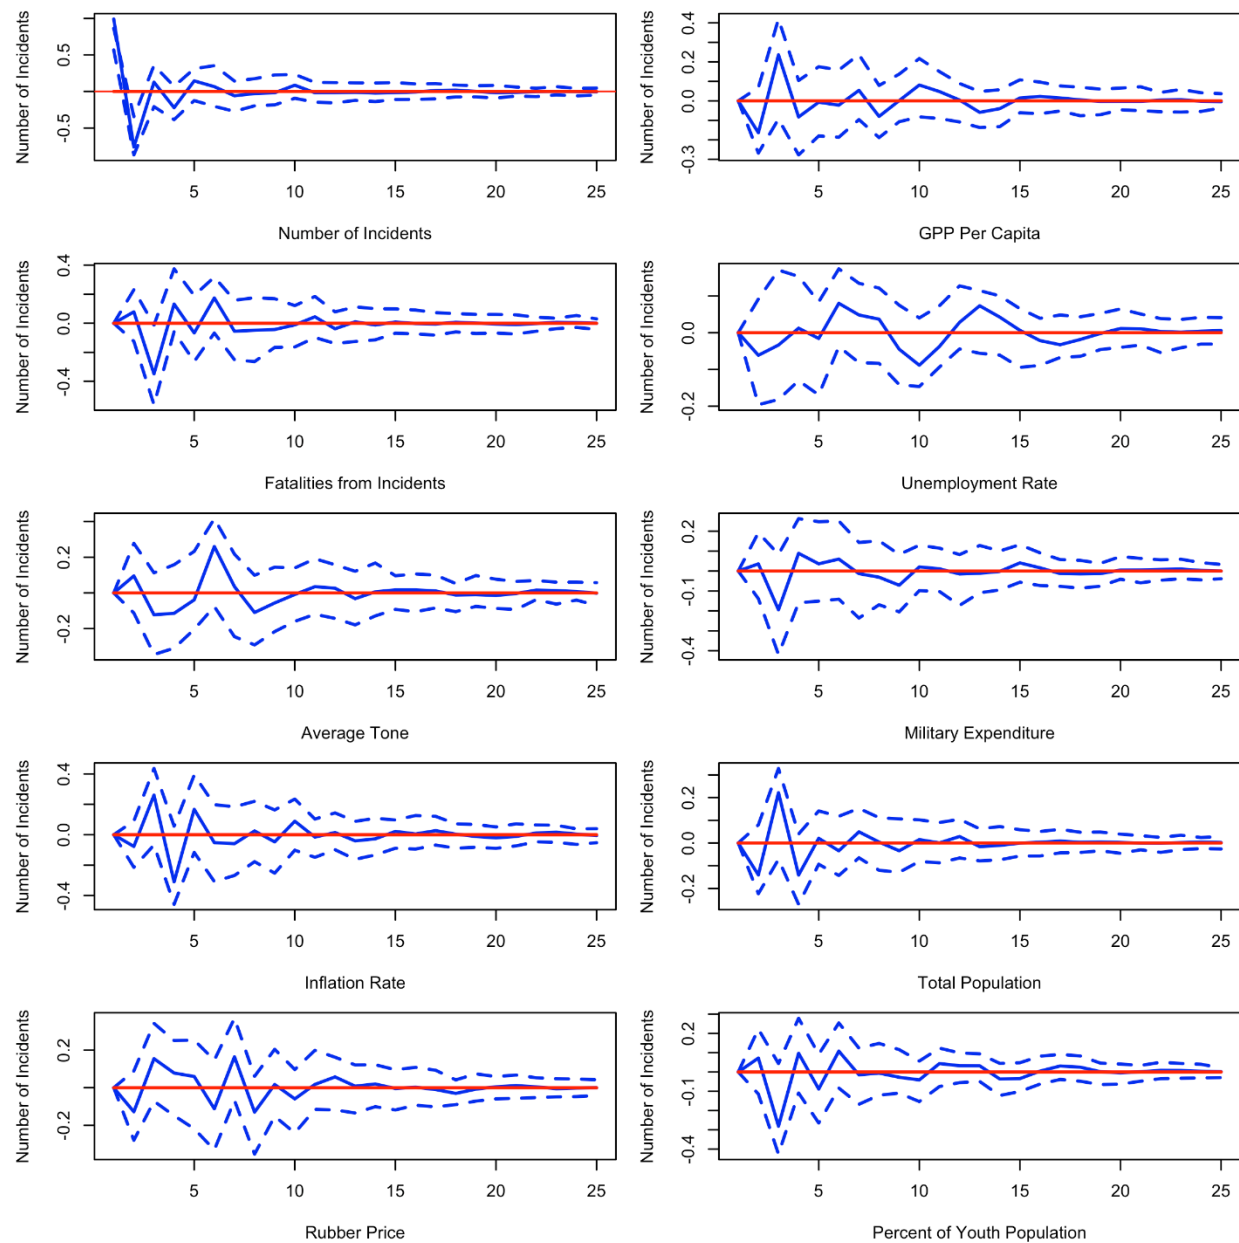 Number of Incidents
0.5
-0.5
5 10 15 20 25
Number of Incidents
Number of Incidents
0.4
0.2
0.0
-0.3
5 10 15 20 25
GPP Per Capita
Number of Incidents
0.4
0.0
-0.4
5 10 15 20 25
Fatalities from Incidents
Number of Incidents
0.0
-0.2
5 10 15 20 25
Unemployment Rate
Number of Incidents
0.2
-0.2
5 10 15 20 25
Average Tone
Number of Incidents
0.2
-0.1
-0.4
5 10 15 20 25
Military Expenditure
Number of Incidents
0.4
0.0
-0.4
5 10 15 20 25
Inflation Rate
Number of Incidents
0.2
0.0
-0.2
5 10 15 20 25
Total Population
Number of Incidents
0.2
-0.2
5 10 15 20 25
Rubber Price
Number of Incidents
0.2
-0.1
-0.4
5 10 15 20 25
Percent of Youth Population